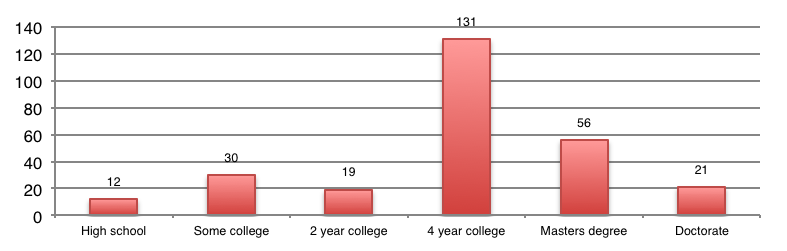 140
120
100
80
60
40
20
0
12
30
19
131
56
21
High school
Some college
2 year college
4 year college
Masters degree
Doctorate